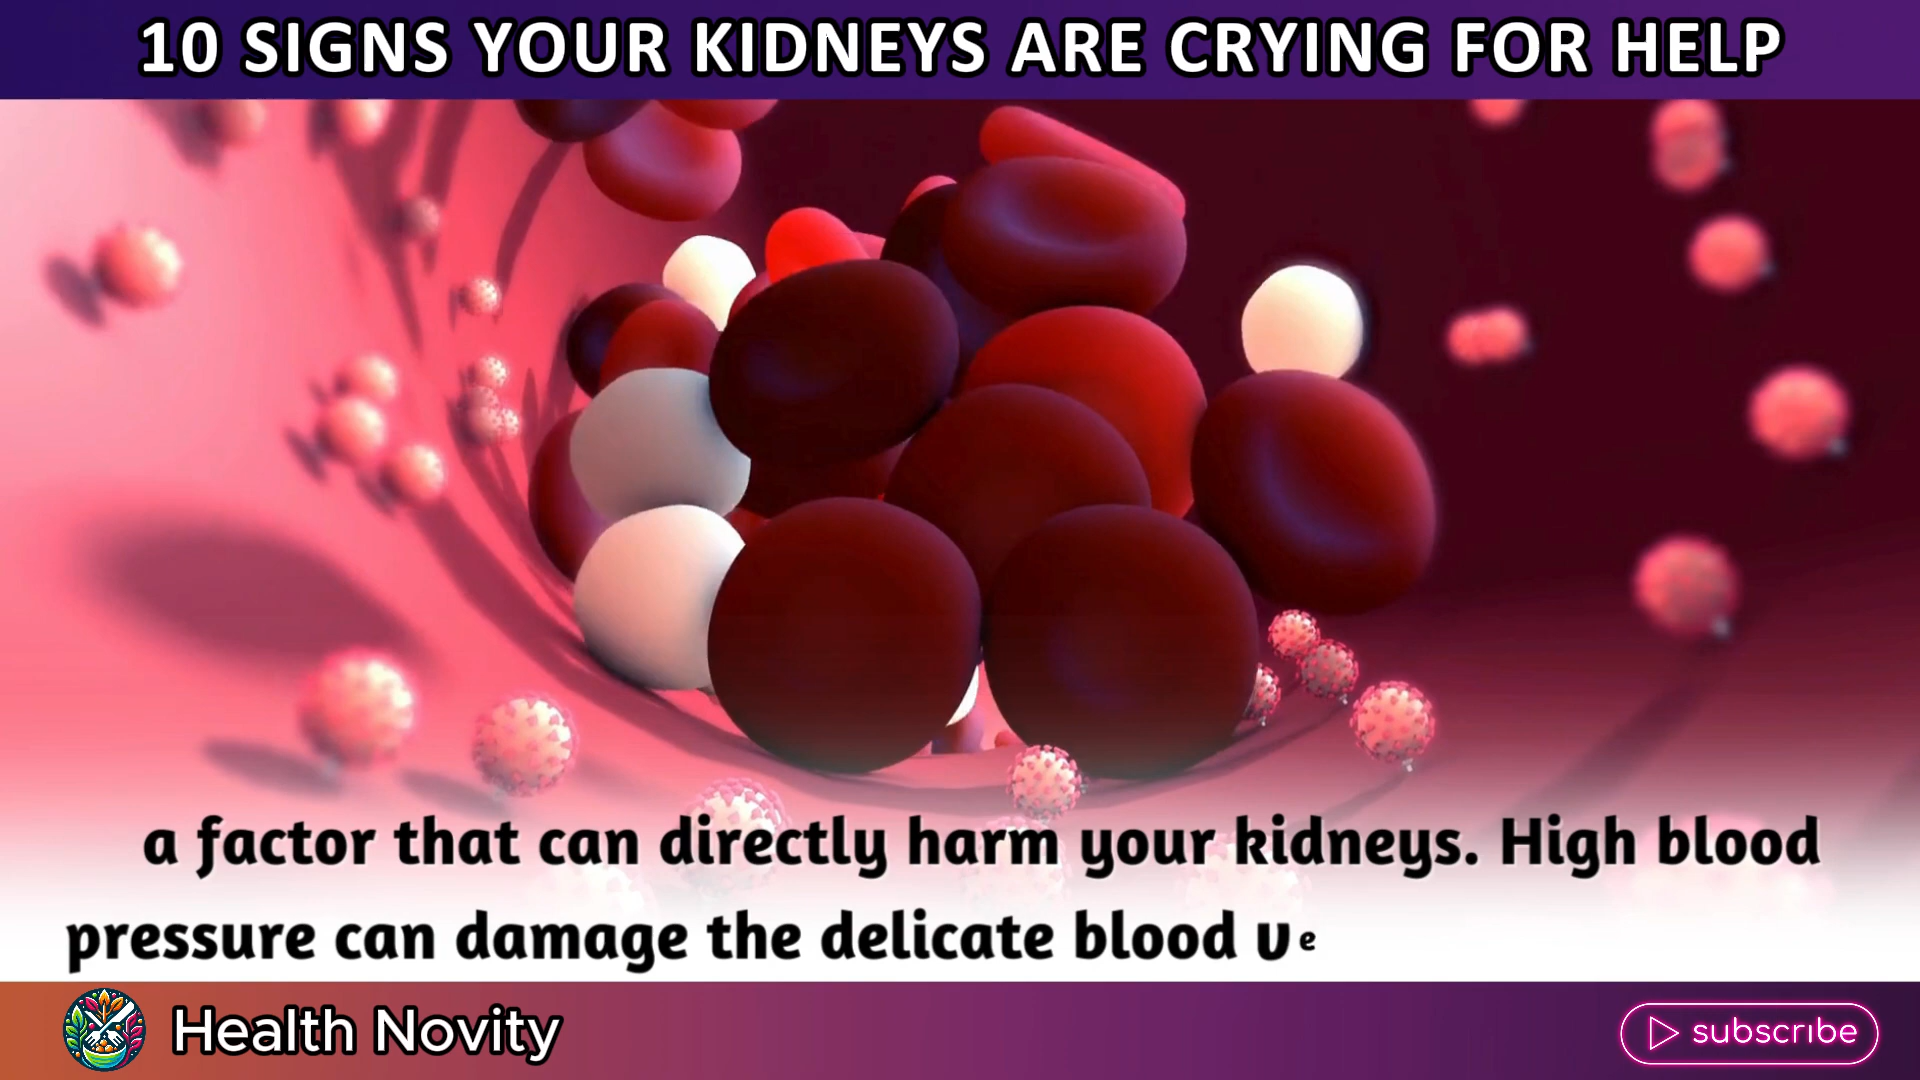 10 SIGNS YOUR KIDNEYS ARE CRYING FOR HELP
a factor that can directly harm your kidneys. High blood
pressure can damage the delicate blood ve
Health Novity
subscribe